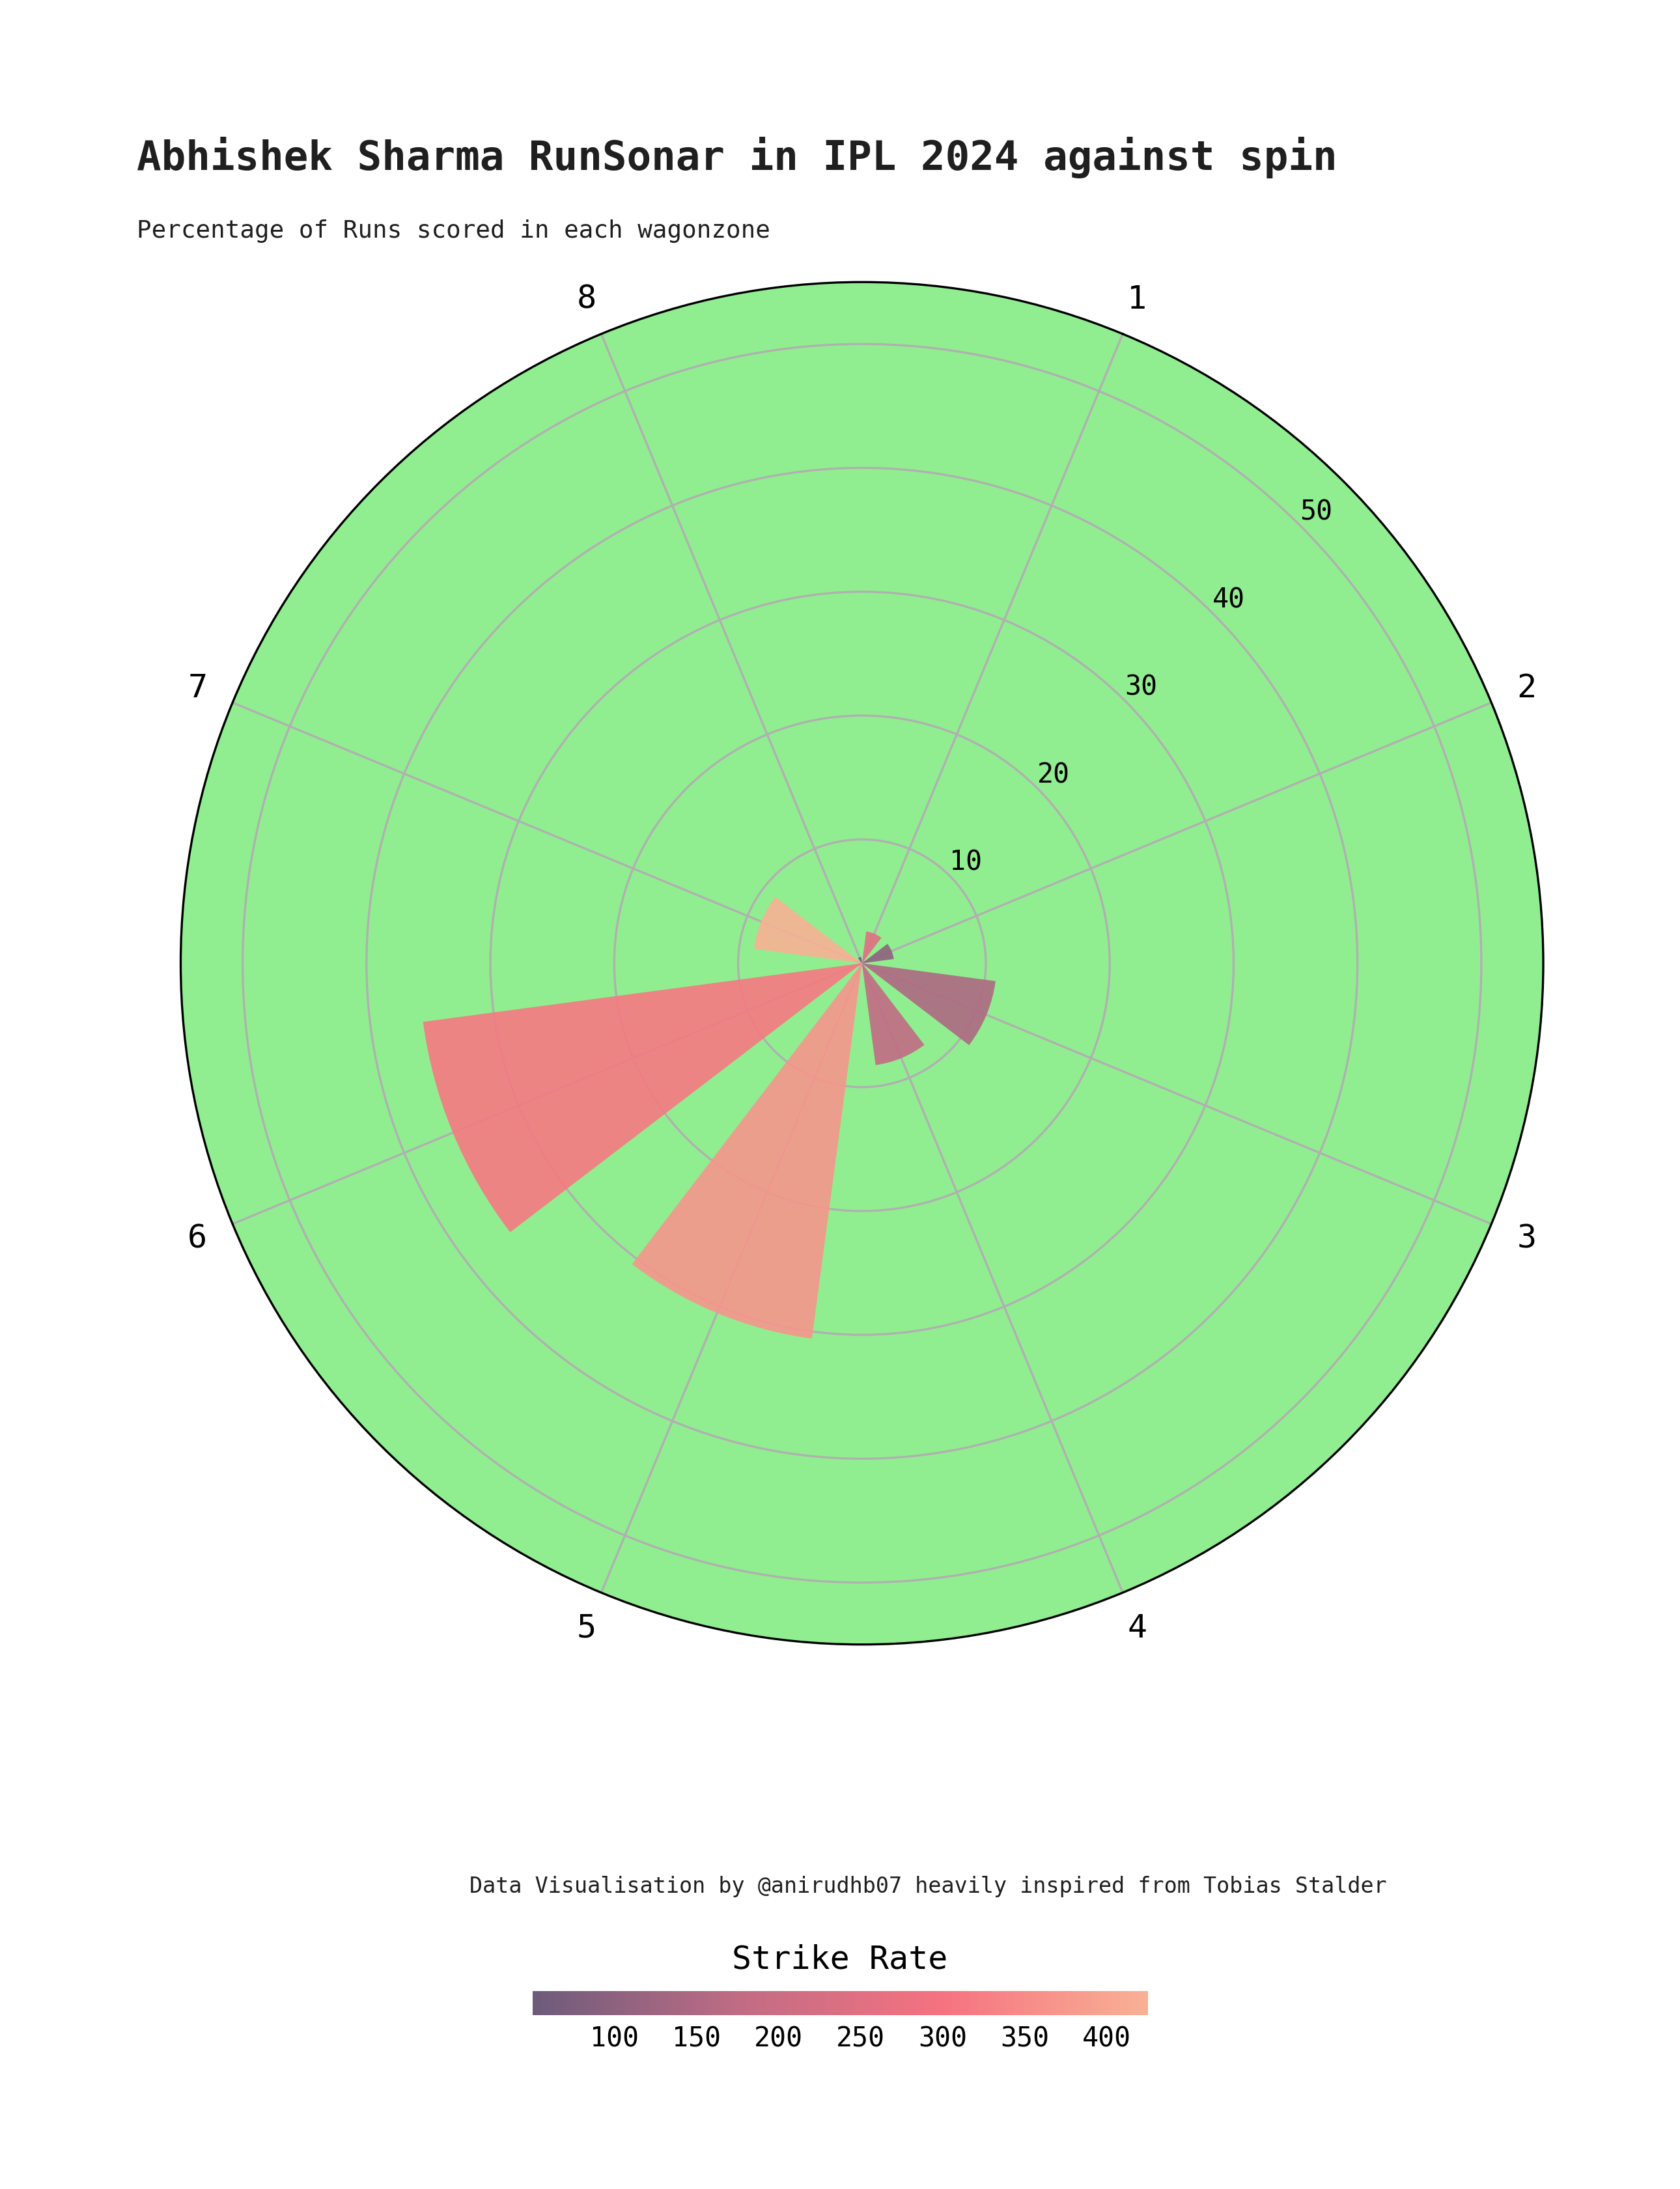 Abhishek Sharma RunSonar in IPL 2024 against spin
Percentage of Runs scored in each wagonzone
8
1
50
40
7
30
2
20
10
6
3
5
4
Data Visualisation by @anirudhb07 heavily inspired from Tobias Stalder
Strike Rate
100 150 200 250 300 350 400